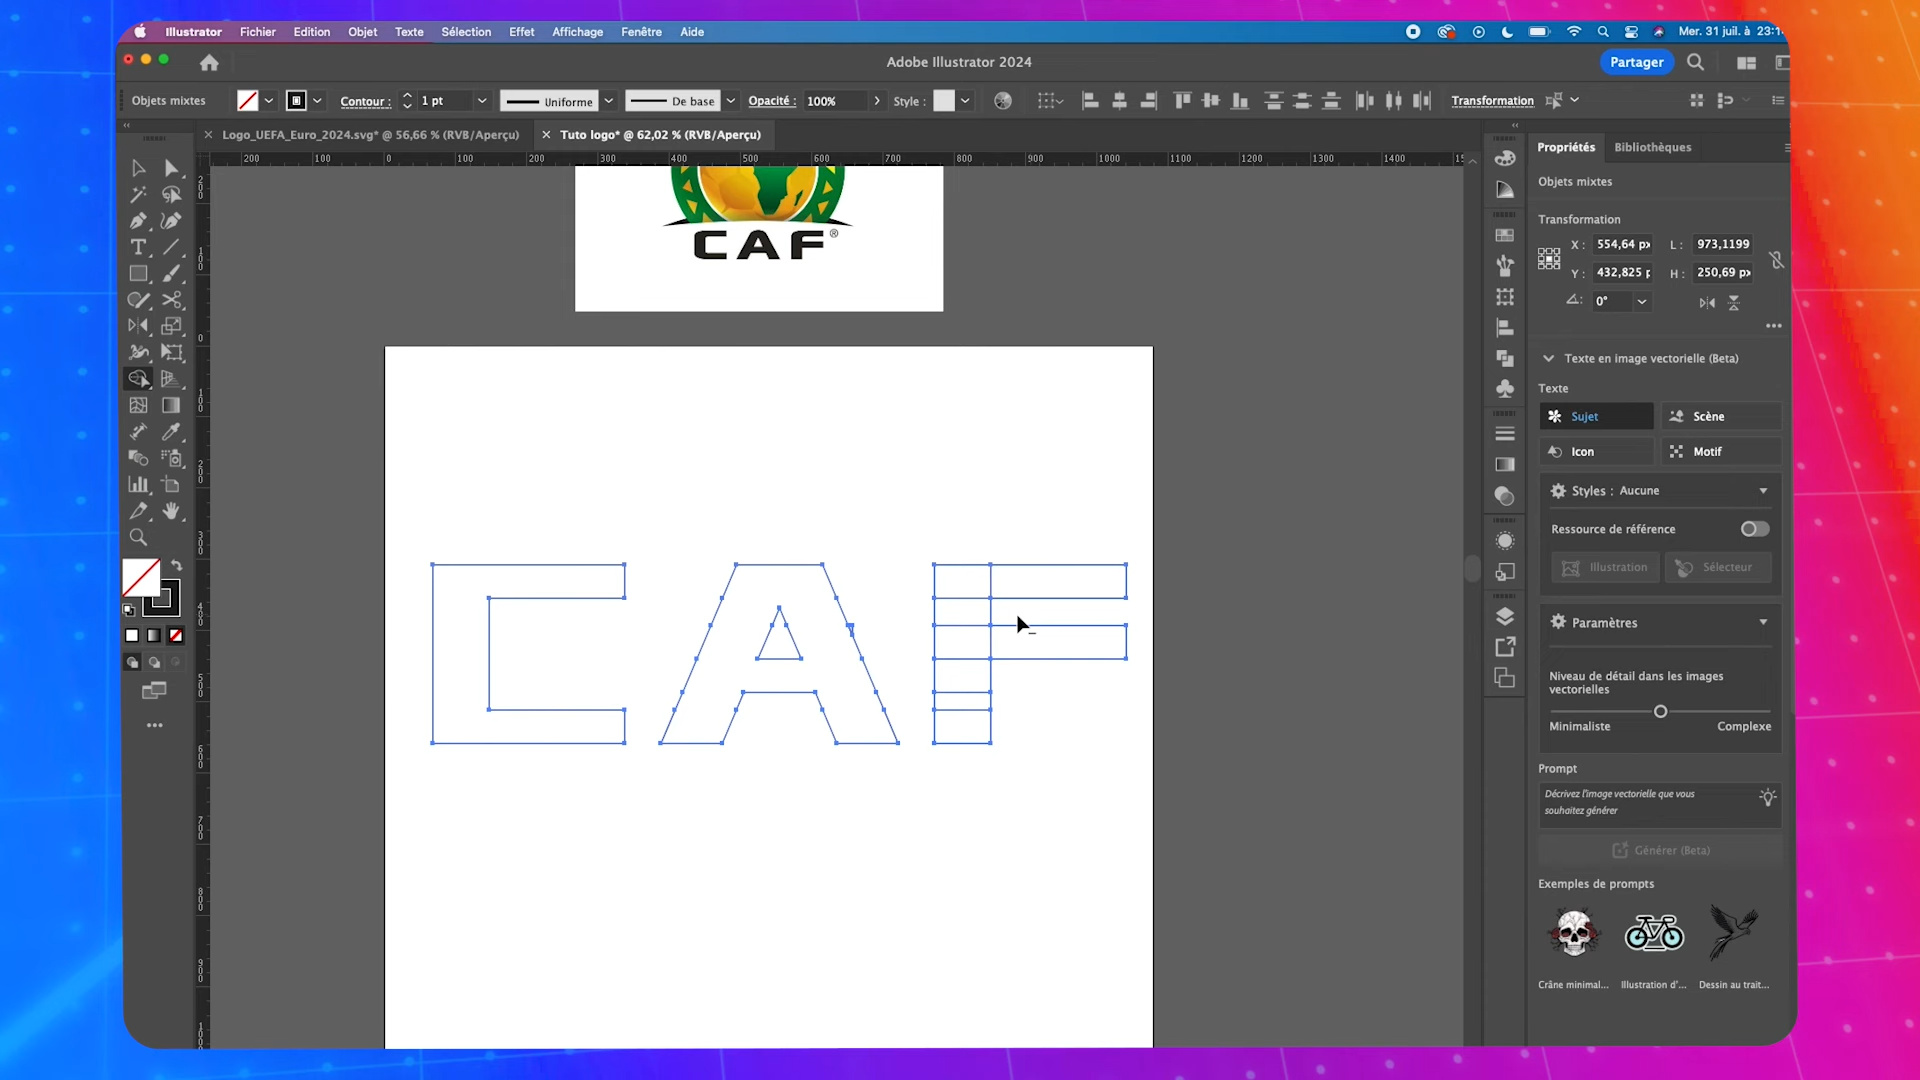 Illustrator Fichier Edition Objet Texte Sélection Effet Affichage Fenêtre Aide
Mer. 31 juil. à
Adobe Illustrator 2024
Partager
Objets mixtes
Contour : 1 pt
Uniforme
De base
Opacité : 100%
Style :
Transformation
Logo_UEFA_Euro_2024.svg* @ 56,66 % (RVB/Aperçu)
Tuto logo* @ 62,02 % (RVB/Aperçu)
200 100 0 100 200 300 400 500 600 700 800 900 1000 1100 1200 1300 1400
CAF®
CAF
Propriétés Bibliothèques
Objets mixtes
Transformation
X : 554,64 px L : 973,1199
Y : 432,825 H : 250,69 px
0°
Texte en image vectorielle (Beta)
Texte
Sujet Scène
Icon Motif
Styles : Aucune
Ressource de référence
Illustration Sélecteur
Paramètres
Niveau de détail dans les images
vectorielles
Minimaliste Complexe
Prompt
Décrivez l'image vectorielle que vous
souhaitez générer
Générer (Beta)
Exemples de prompts
Crâne minimal... Illustration d'... Dessin au trait...